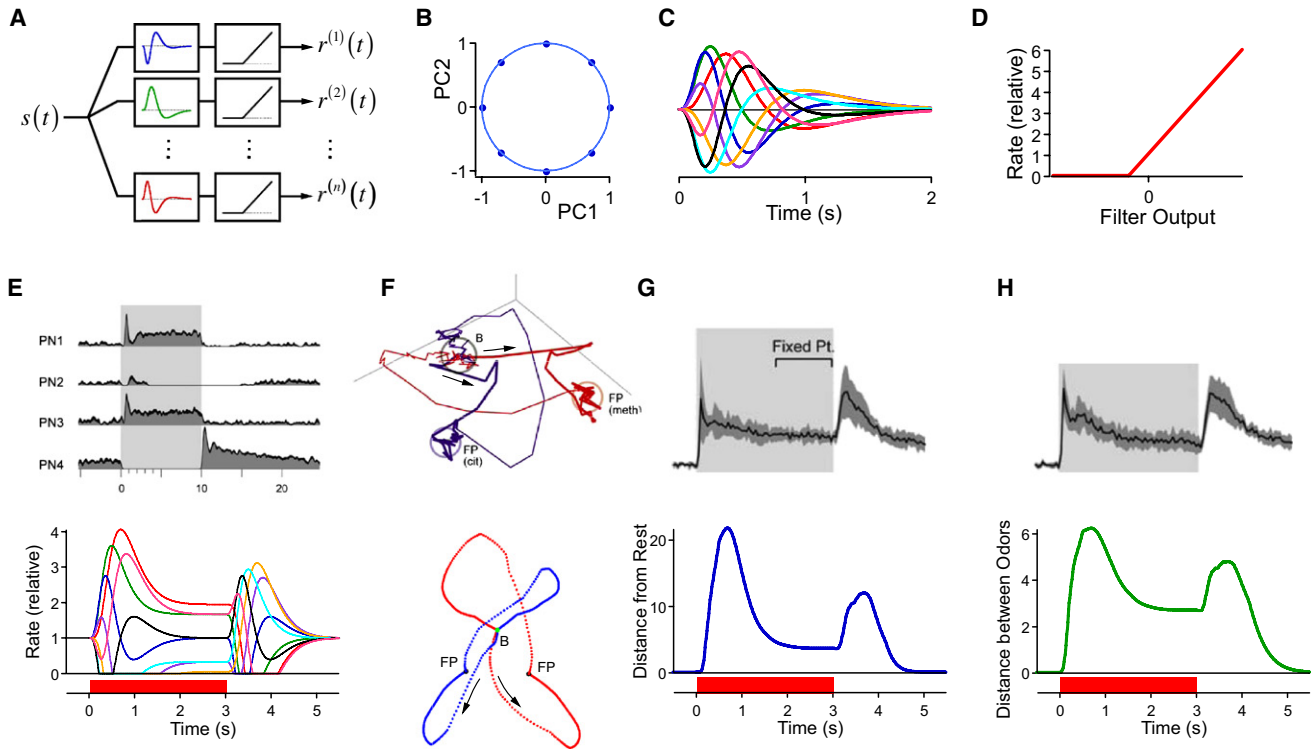 A
s(t)
r(1)(t)
r(2)(t)
r(n)(t)
B
PC2
1
0
-1
-1
0
1
PC1
C
0
1
2
Time (s)
D
Rate (relative)
6
5
4
3
2
1
0
0
Filter Output
E
PN1
PN2
PN3
PN4
0
10
20
Rate (relative)
4
3
2
1
0
0 1 2 3 4 5
Time (s)
F
B
FP
(meth)
FP
(cit)
B
FP
FP
G
Fixed Pt.
Distance from Rest
20
10
0
0 1 2 3 4 5
Time (s)
H
Distance between Odors
6
4
2
0
0 1 2 3 4 5
Time (s)